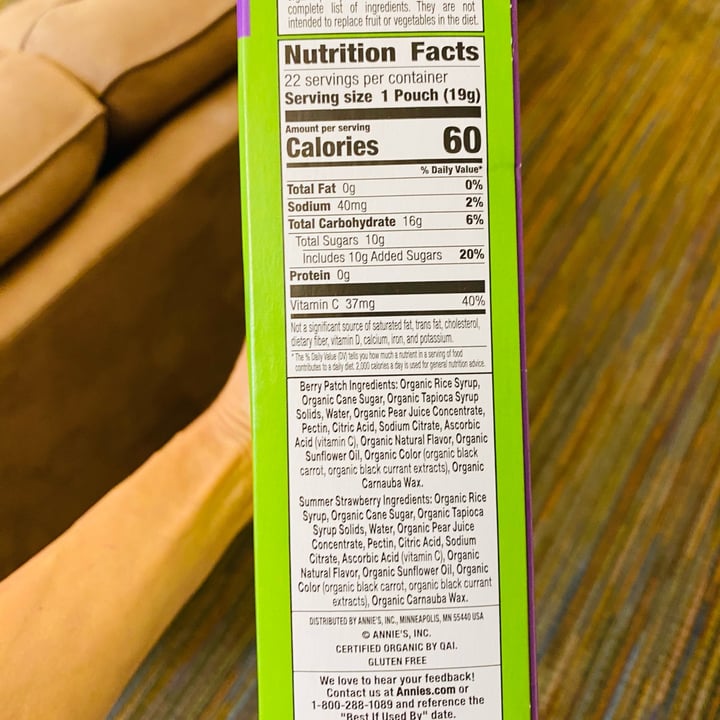 complete list of ingredients. They are not
intended to replace fruit or vegetables in the diet.
Nutrition Facts
22 servings per container
Serving size 1 Pouch (19g)
Amount per serving
Calories 60
% Daily Value*
Total Fat 0g 0%
Sodium 40mg 2%
Total Carbohydrate 16g 6%
Total Sugars 10g
Includes 10g Added Sugars 20%
Protein 0g
Vitamin C 37mg 40%
Not a significant source of saturated fat, trans fat, cholesterol,
dietary fiber, vitamin D, calcium, iron, and potassium.
*The % Daily Value (DV) tells you how much a nutrient in a serving of food
contributes to a daily diet. 2,000 calories a day is used for general nutrition advice.
Berry Patch Ingredients: Organic Rice Syrup,
Organic Cane Sugar, Organic Tapioca Syrup
Solids, Water, Organic Pear Juice Concentrate,
Pectin, Citric Acid, Sodium Citrate, Ascorbic
Acid (vitamin C), Organic Natural Flavor, Organic
Sunflower Oil, Organic Color (organic black
carrot, organic black currant extracts), Organic
Carnauba Wax.
Summer Strawberry Ingredients: Organic Rice
Syrup, Organic Cane Sugar, Organic Tapioca
Syrup Solids, Water, Organic Pear Juice
Concentrate, Pectin, Citric Acid, Sodium
Citrate, Ascorbic Acid (vitamin C), Organic
Natural Flavor, Organic Sunflower Oil, Organic
Color (organic black carrot, organic black currant
extracts), Organic Carnauba Wax.
DISTRIBUTED BY ANNIE'S, INC., MINNEAPOLIS, MN 55440 USA
© ANNIE'S, INC.
CERTIFIED ORGANIC BY QAI.
GLUTEN FREE
We love to hear your feedback!
Contact us at Annies.com or
1-800-288-1089 and reference the
"Best If Used By" date.